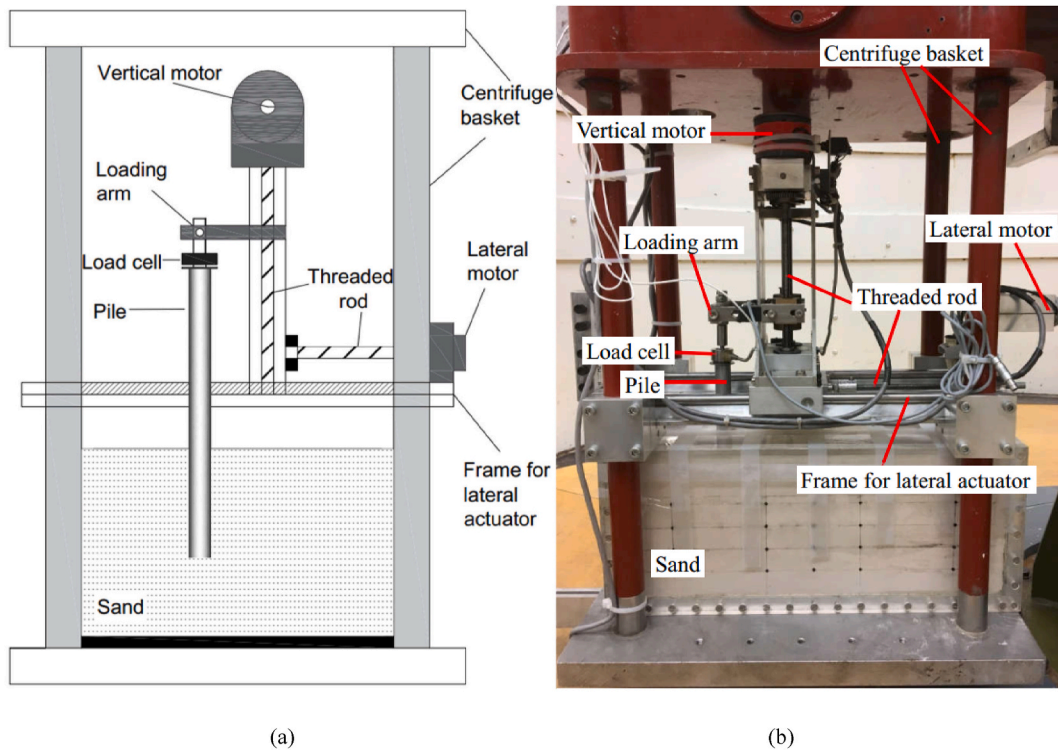 Vertical motor
Centrifuge
basket
Loading
arm
Load cell
Pile
Threaded
rod
Lateral
motor
Frame for
lateral
actuator
Sand
(a)
Centrifuge basket
Vertical motor
Loading arm
Lateral motor
Threaded rod
Load cell
Pile
Frame for lateral actuator
Sand
(b)